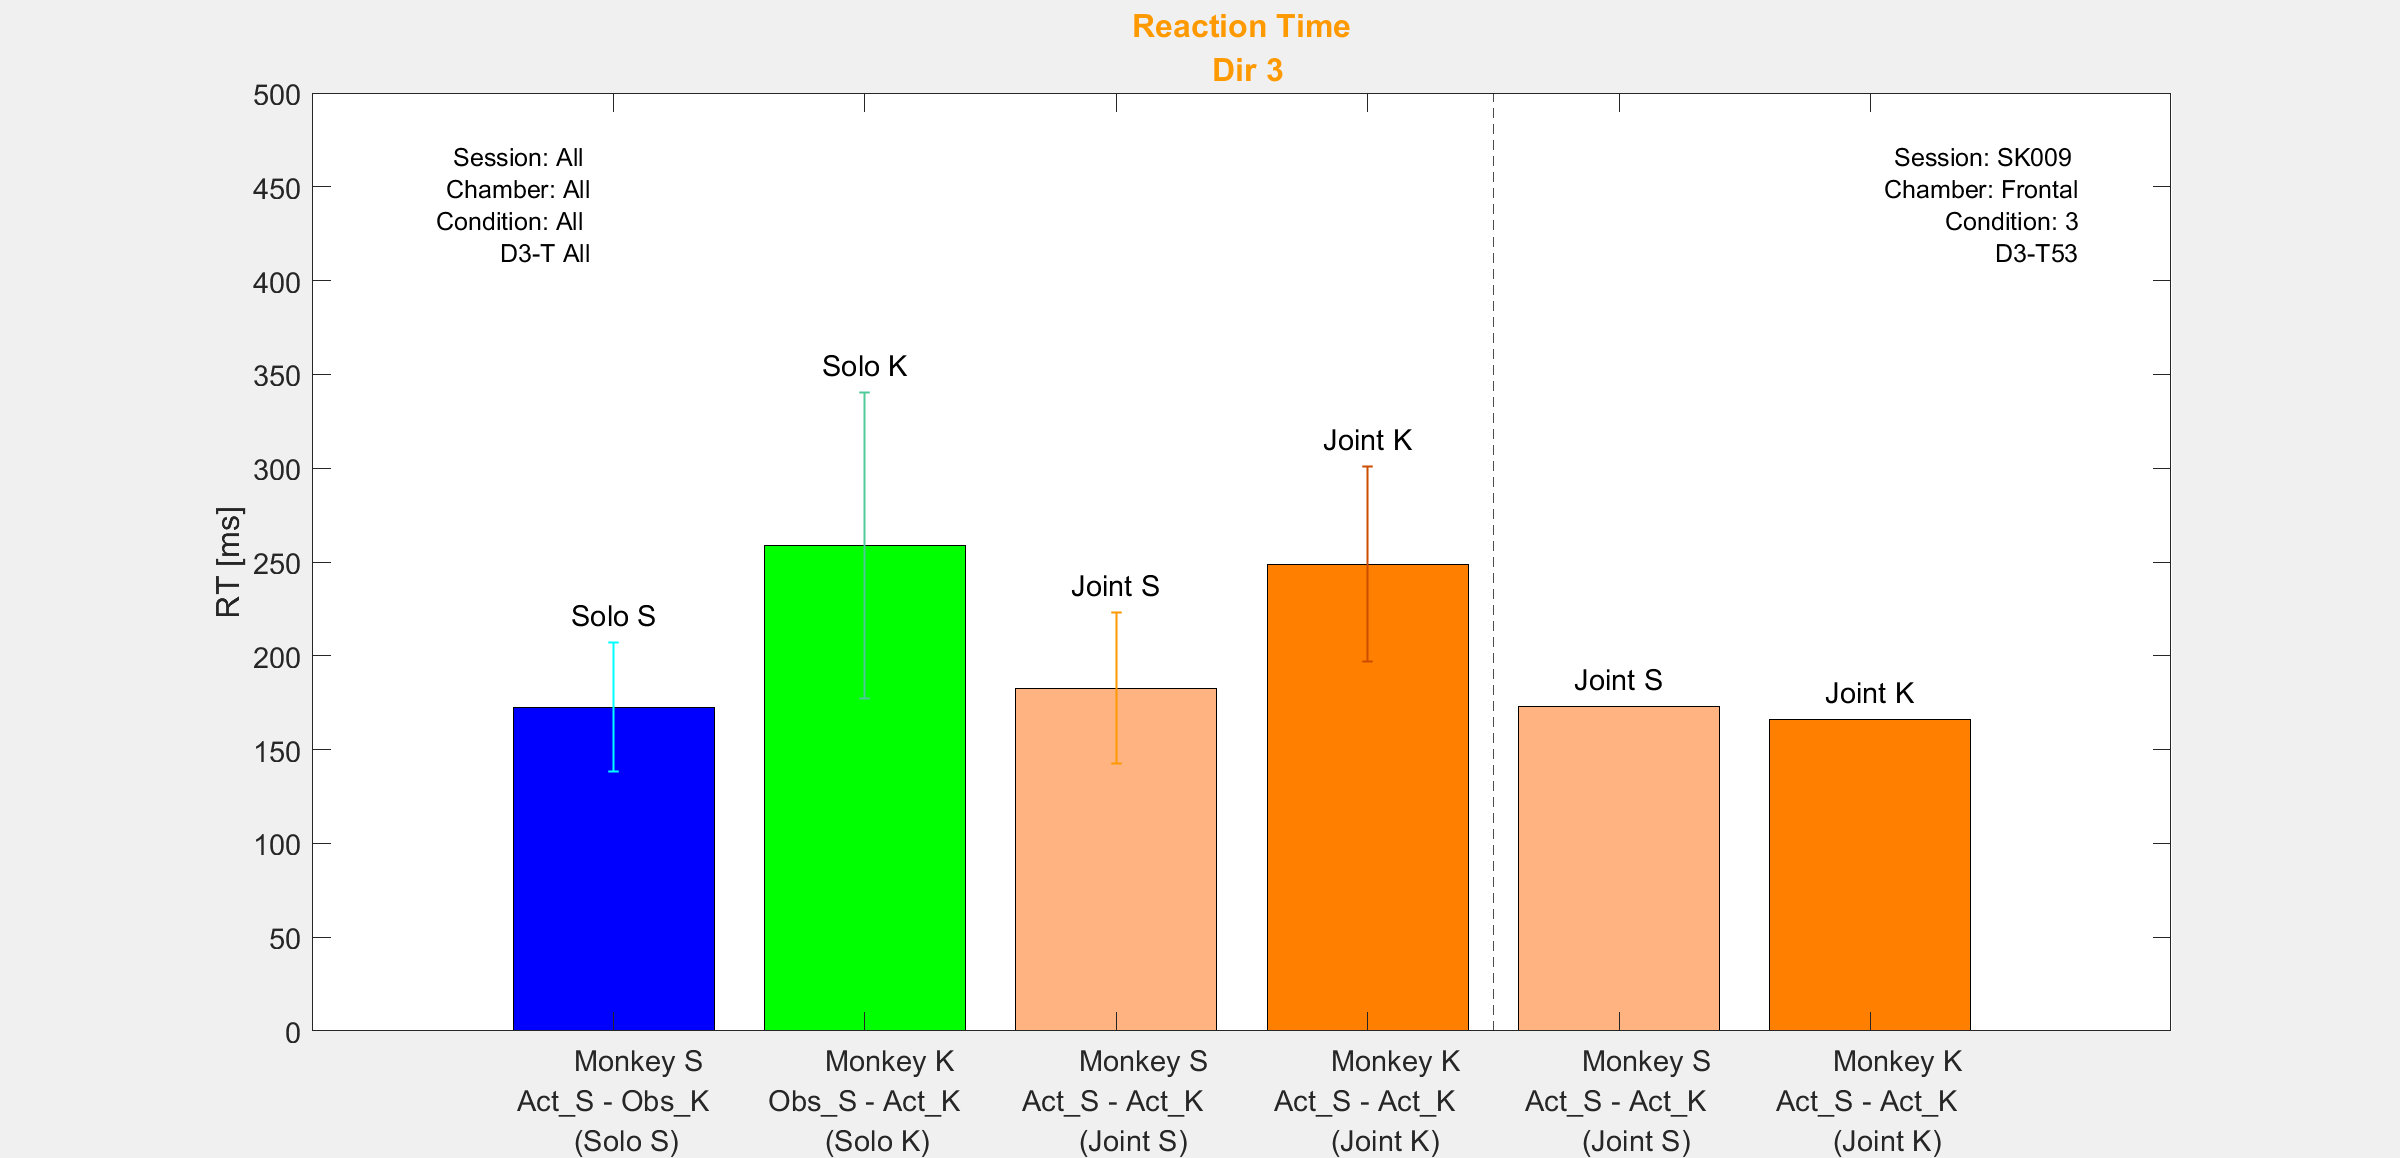 Reaction Time
Dir 3
500
450
400
350
300
250
200
150
100
50
0
RT [ms]
Session: All
Chamber: All
Condition: All
D3-T All
Session: SK009
Chamber: Frontal
Condition: 3
D3-T53
Solo S
Solo K
Joint S
Joint K
Joint S
Joint K
Monkey S
Act_S - Obs_K
(Solo S)
Monkey K
Obs_S - Act_K
(Solo K)
Monkey S
Act_S - Act_K
(Joint S)
Monkey K
Act_S - Act_K
(Joint K)
Monkey S
Act_S - Act_K
(Joint S)
Monkey K
Act_S - Act_K
(Joint K)